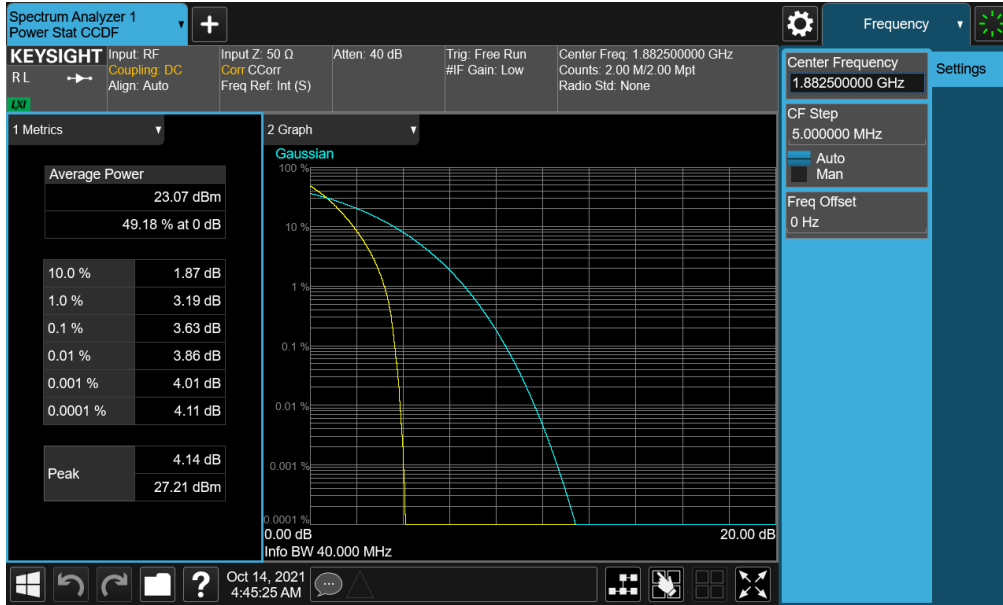 Spectrum Analyzer 1
Power Stat CCDF
▼
+
Frequency
▼
KEYSIGHT
RL
LXI
Input: RF
Coupling: DC
Align: Auto
Input Z: 50 Ω
Corr CCorr
Freq Ref: Int (S)
Atten: 40 dB
Trig: Free Run
#IF Gain: Low
Center Freq: 1.882500000 GHz
Counts: 2.00 M/2.00 Mpt
Radio Std: None
Center Frequency
1.882500000 GHz
Settings
CF Step
5.000000 MHz
Auto
Man
Freq Offset
0 Hz
1 Metrics
▼
Average Power
23.07 dBm
49.18 % at 0 dB
10.0 % 1.87 dB
1.0 % 3.19 dB
0.1 % 3.63 dB
0.01 % 3.86 dB
0.001 % 4.01 dB
0.0001 % 4.11 dB
Peak
4.14 dB
27.21 dBm
2 Graph
▼
Gaussian
100 %
10 %
1 %
0.1 %
0.01 %
0.001 %
0.0001 %
0.00 dB 20.00 dB
Info BW 40.000 MHz
?
Oct 14, 2021
4:45:25 AM